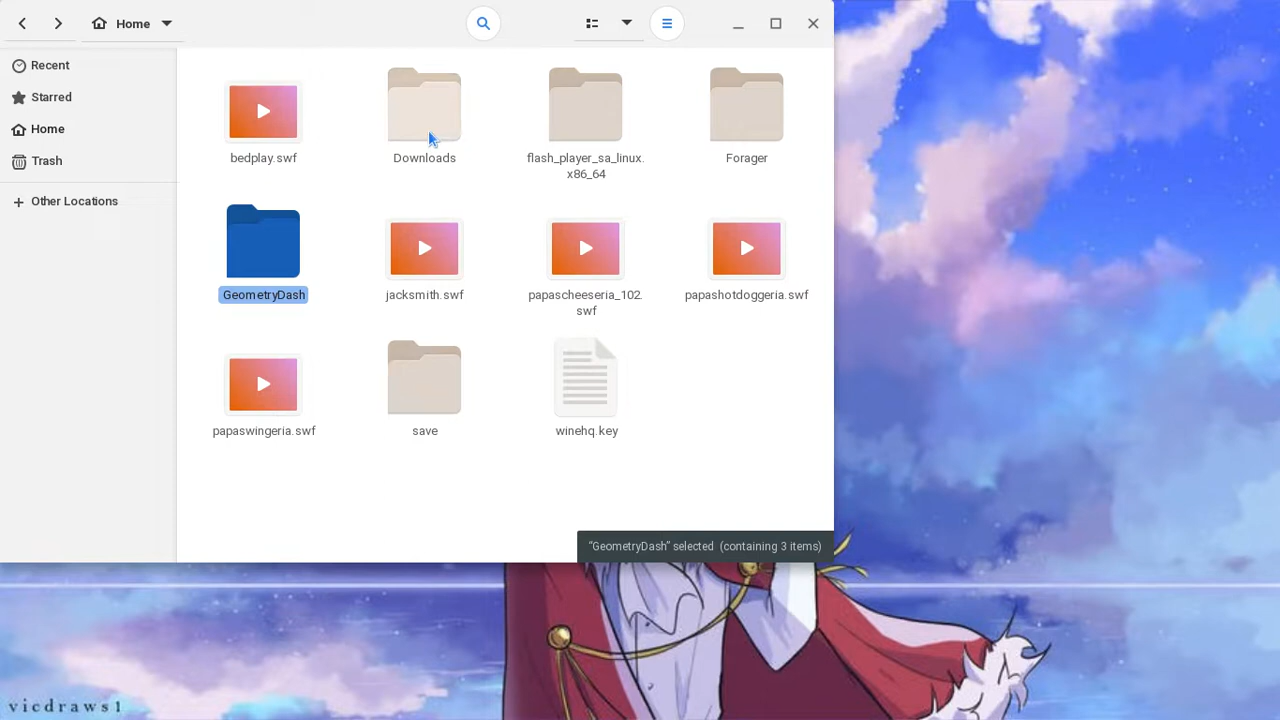 Home
Recent
Starred
Home
Trash
Other Locations
bedplay.swf
Downloads
flash_player_sa_linux.
x86_64
Forager
GeometryDash
jacksmith.swf
papascheeseria_102.
swf
papashotdoggeria.swf
papaswingeria.swf
save
winehq.key
“GeometryDash” selected (containing 3 items)
vicdraws1